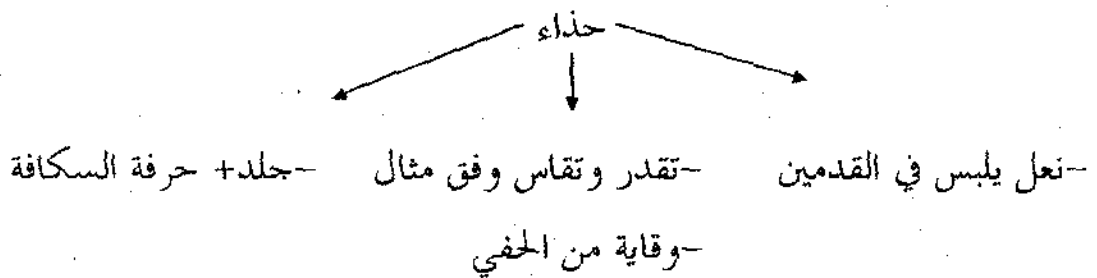 حذاء
-نعل يلبس في القدمين -تقدر وتقاس وفق مثال -جلد+ حرفة السكافة
-وقاية من الحفي